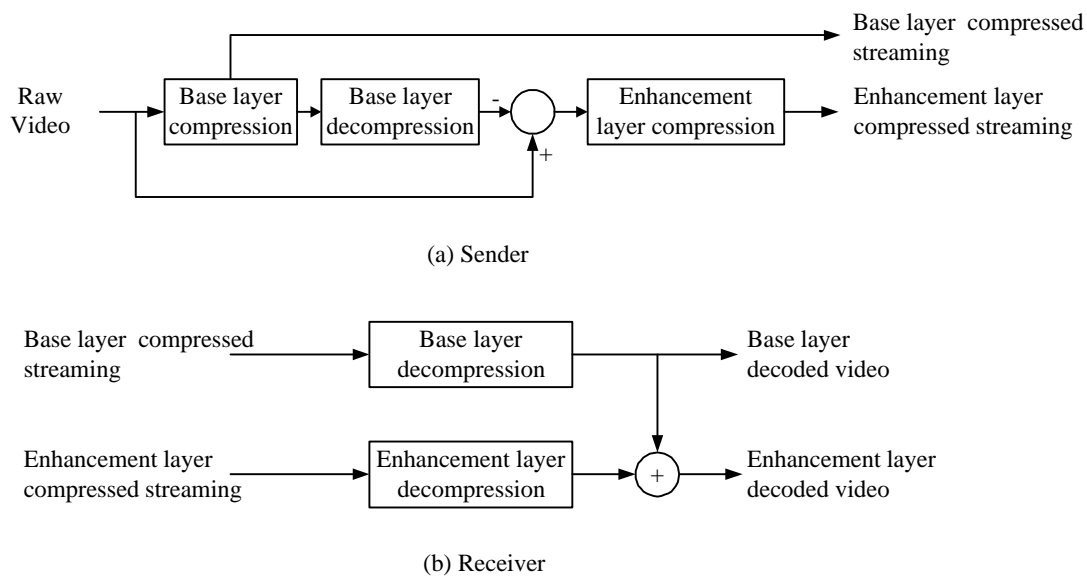 Base layer compressed
streaming
Raw
Video
Base layer
compression
Base layer
decompression
-
+
Enhancement
layer compression
Enhancement layer
compressed streaming
(a) Sender
Base layer compressed
streaming
Base layer
decompression
Base layer
decoded video
Enhancement layer
compressed streaming
Enhancement layer
decompression
+
Enhancement layer
decoded video
(b) Receiver